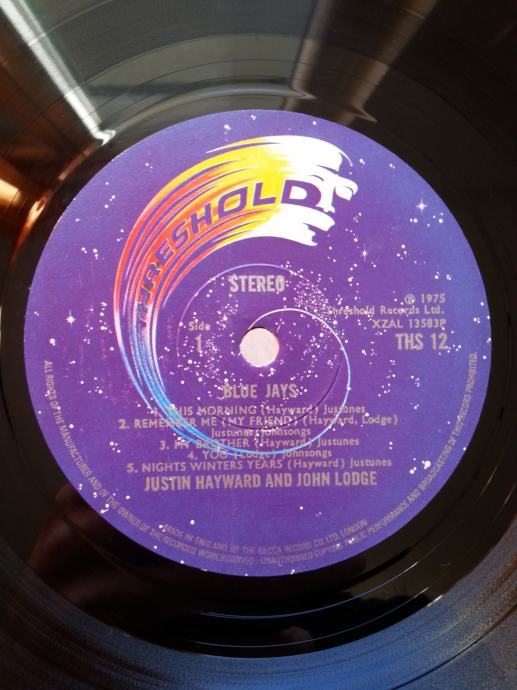 THRESHOLD
STEREO
℗ 1975
Threshold Records Ltd.
XZAL 13583P
THS 12
Side
1
BLUE JAYS
1. THIS MORNING (Hayward) Justunes
2. REMEMBER ME (MY FRIEND) (Hayward, Lodge)
Justunes/Johnsongs
3. MY BROTHER (Hayward) Justunes
4. YOU (Lodge) Johnsongs
5. NIGHTS WINTERS YEARS (Hayward) Justunes
JUSTIN HAYWARD AND JOHN LODGE
ALL RIGHTS OF THE MANUFACTURER AND OF THE OWNER OF THE RECORDED WORK RESERVED - UNAUTHORISED COPYING PUBLIC PERFORMANCE AND BROADCASTING OF THIS RECORD PROHIBITED.
MADE IN ENGLAND BY THE DECCA RECORD CO. LTD. LONDON